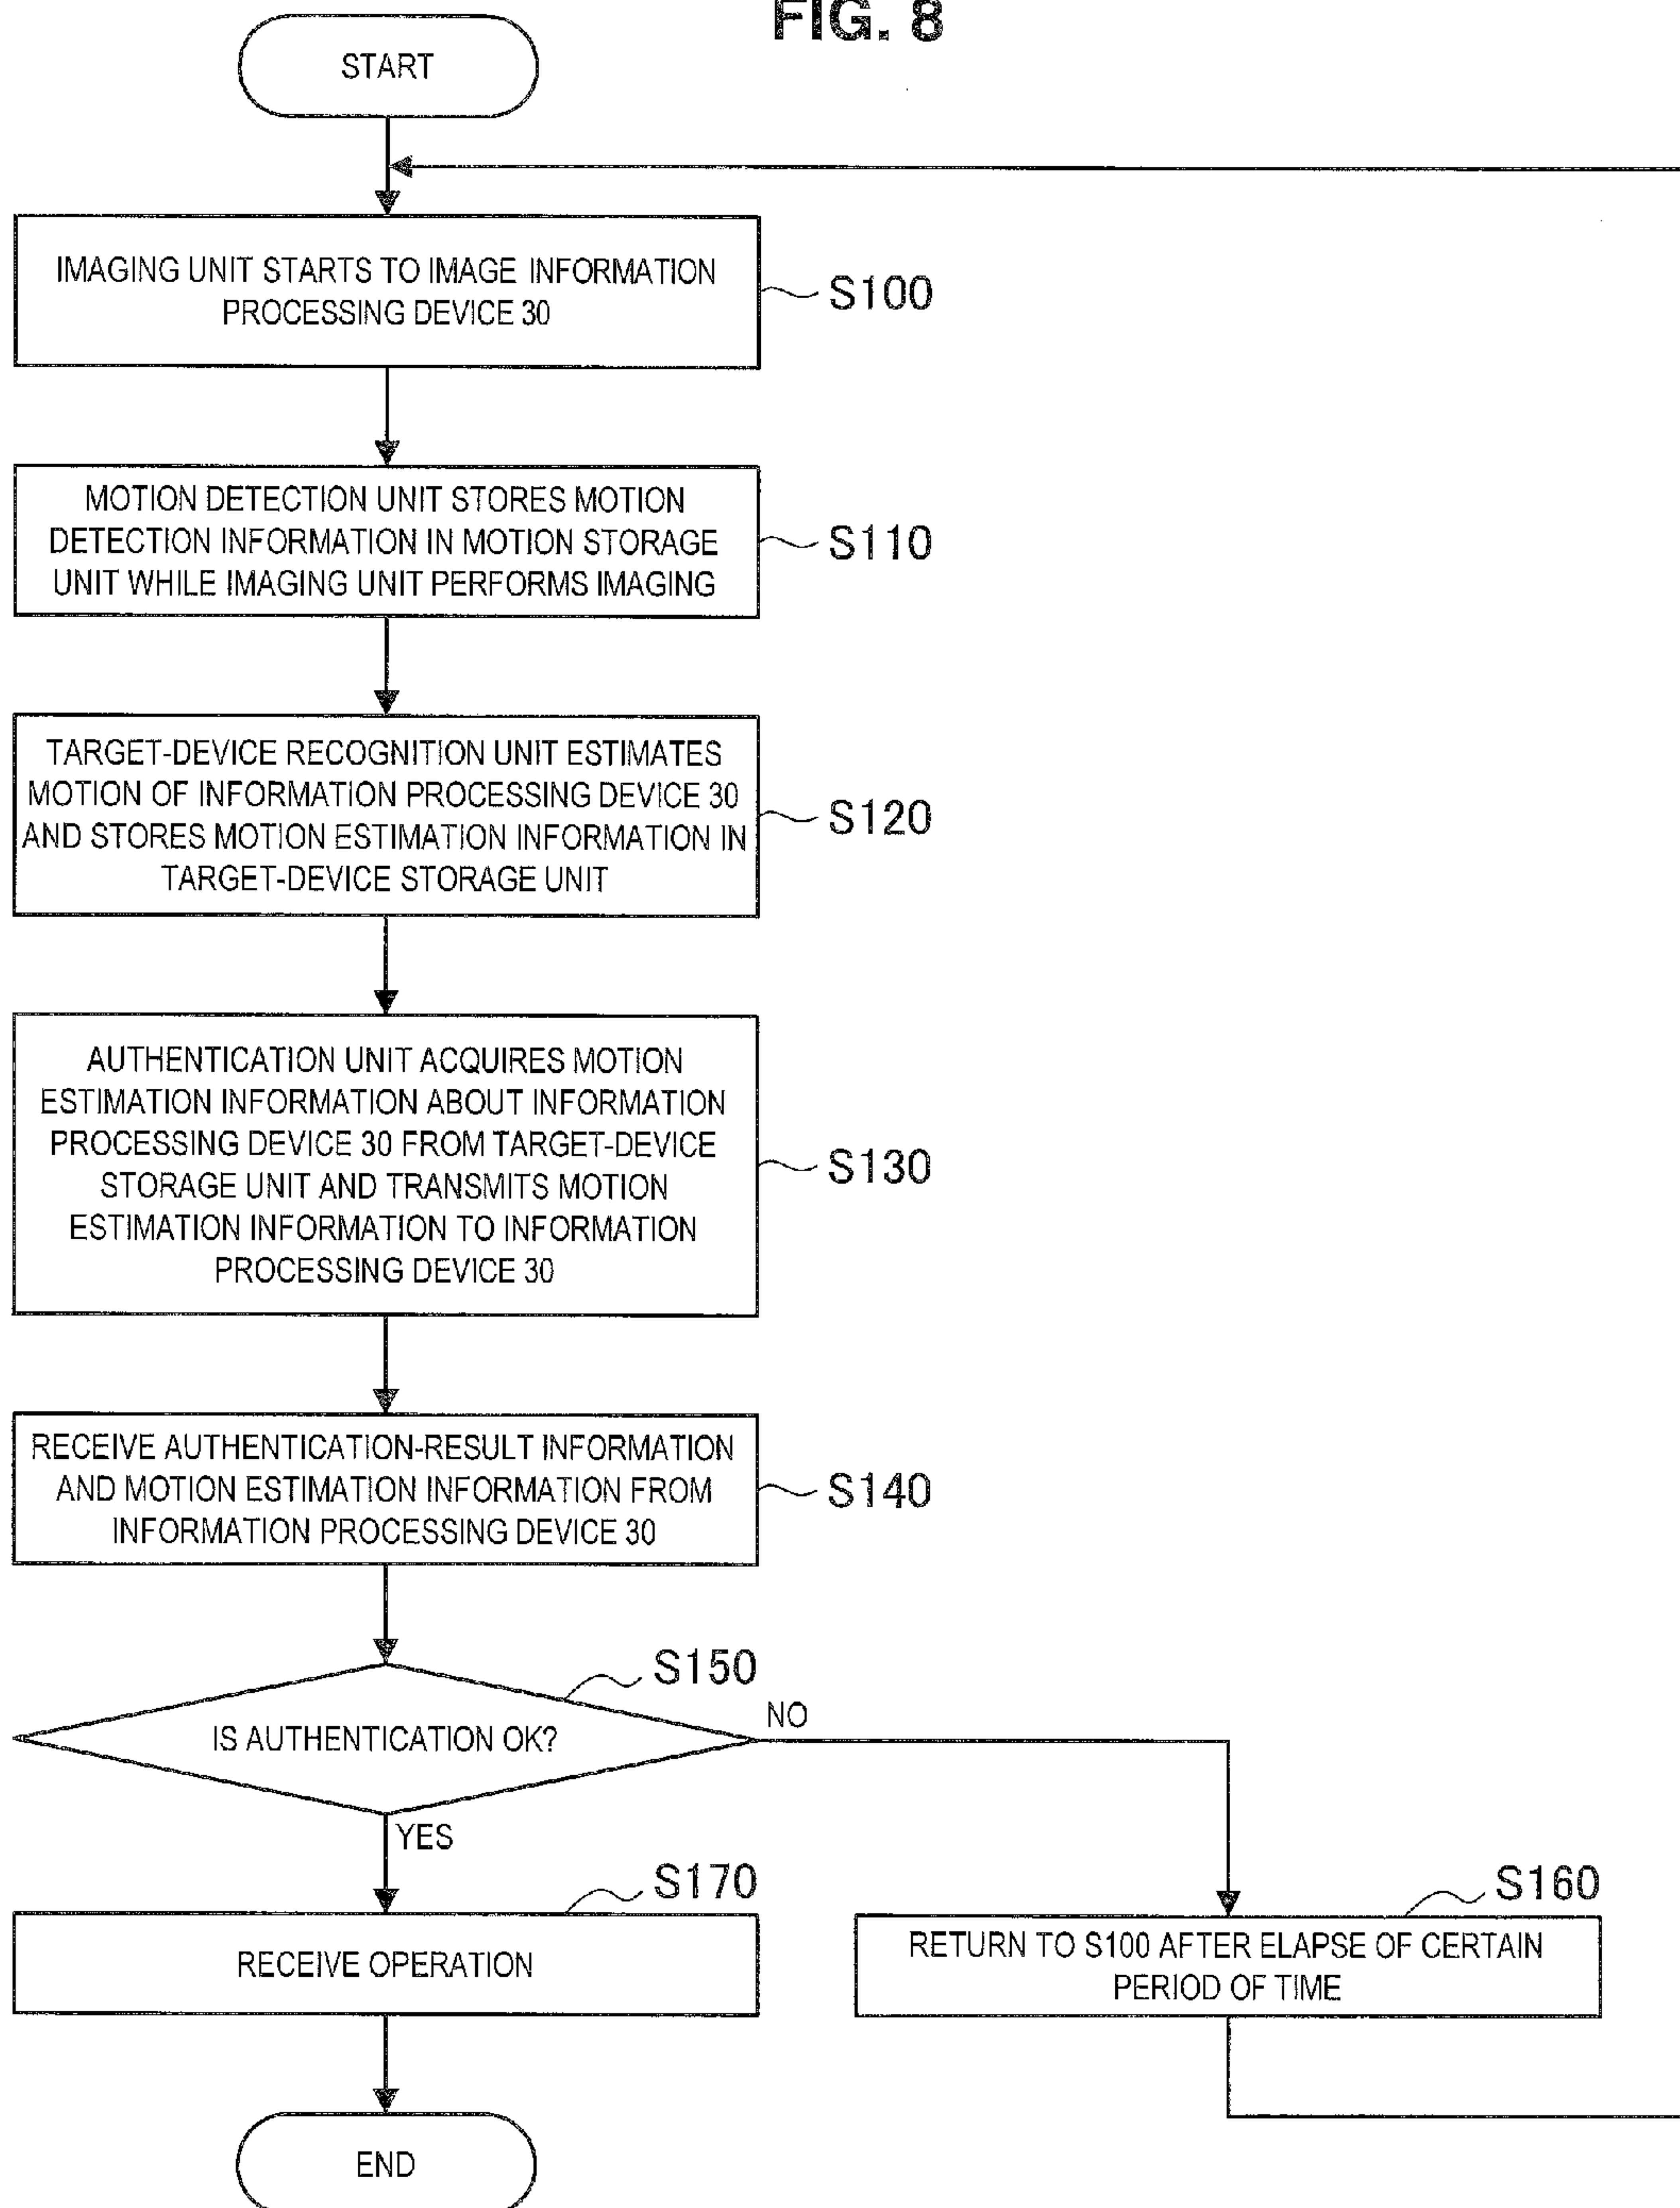 FIG. 8
START
IMAGING UNIT STARTS TO IMAGE INFORMATION
PROCESSING DEVICE 30
S100
MOTION DETECTION UNIT STORES MOTION
DETECTION INFORMATION IN MOTION STORAGE
UNIT WHILE IMAGING UNIT PERFORMS IMAGING
S110
TARGET-DEVICE RECOGNITION UNIT ESTIMATES
MOTION OF INFORMATION PROCESSING DEVICE 30
AND STORES MOTION ESTIMATION INFORMATION IN
TARGET-DEVICE STORAGE UNIT
S120
AUTHENTICATION UNIT ACQUIRES MOTION
ESTIMATION INFORMATION ABOUT INFORMATION
PROCESSING DEVICE 30 FROM TARGET-DEVICE
STORAGE UNIT AND TRANSMITS MOTION
ESTIMATION INFORMATION TO INFORMATION
PROCESSING DEVICE 30
S130
RECEIVE AUTHENTICATION-RESULT INFORMATION
AND MOTION ESTIMATION INFORMATION FROM
INFORMATION PROCESSING DEVICE 30
S140
S150
IS AUTHENTICATION OK?
NO
YES
S170
RECEIVE OPERATION
S160
RETURN TO S100 AFTER ELAPSE OF CERTAIN
PERIOD OF TIME
END